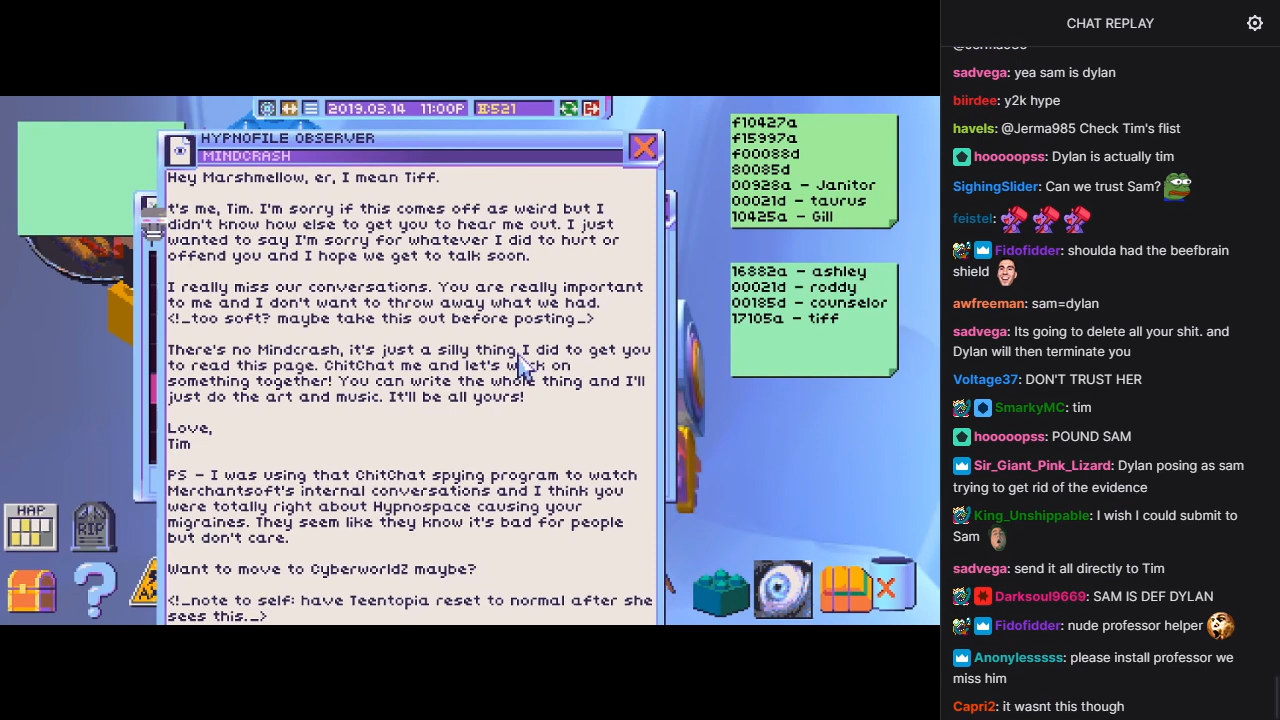 2019.03.14 11:00P
521
HYPNOFILE OBSERVER
MINDCRASH
Hey Marshmellow, er, I mean Tiff.
t's me, Tim. I'm sorry if this comes off as weird but I
didn't know how else to get you to hear me out. I just
wanted to say I'm sorry for whatever I did to hurt or
offend you and I hope we get to talk soon.
I really miss our conversations. You are really important
to me and I don't want to throw away what we had.
<!_too soft? maybe take this out before posting_>
There's no Mindcrash, it's just a silly thing I did to get you
to read this page. ChitChat me and let's work on
something together! You can write the whole thing and I'll
just do the art and music. It'll be all yours!
Love,
Tim
PS - I was using that ChitChat spying program to watch
Merchantsoft's internal conversations and I think you
were totally right about Hypnospace causing your
migraines. They seem like they know it's bad for people
but don't care.
Want to move to Cyberworld2 maybe?
<!_note to self: have Teentopia reset to normal after she
sees this._>
f10427a
f15997a
f00088d
80085d
00928a - Janitor
00021d - taurus
10425a - Gill
16882a - ashley
00021d - roddy
00185d - counselor
17105a - tiff
HAP
RIP
CHAT REPLAY
sadvega: yea sam is dylan
biirdee: y2k hype
havels: @Jerma985 Check Tim's flist
hooooopss: Dylan is actually tim
SighingSlider: Can we trust Sam?
feistel:
Fidofidder: shoulda had the beefbrain
shield
awfreeman: sam=dylan
sadvega: Its going to delete all your shit. and
Dylan will then terminate you
Voltage37: DON'T TRUST HER
SmarkyMC: tim
hooooopss: POUND SAM
Sir_Giant_Pink_Lizard: Dylan posing as sam
trying to get rid of the evidence
King_Unshippable: I wish I could submit to
Sam
sadvega: send it all directly to Tim
Darksoul9669: SAM IS DEF DYLAN
Fidofidder: nude professor helper
Anonylesssss: please install professor we
miss him
Capri2: it wasnt this though